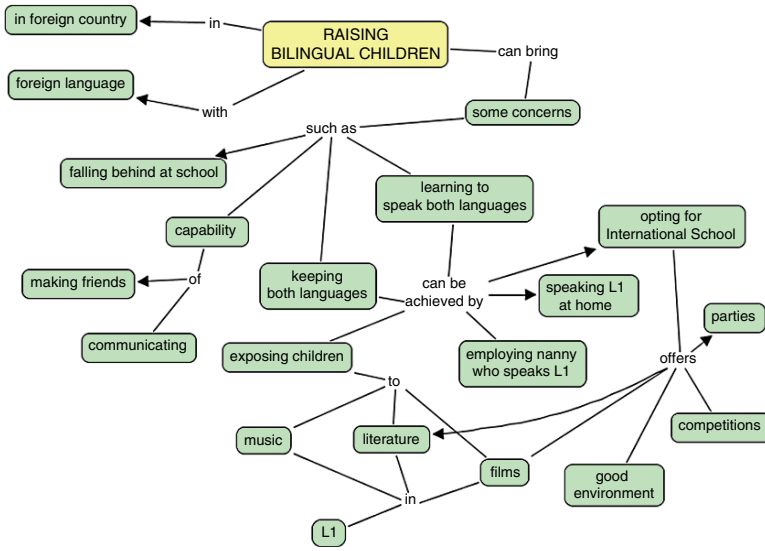 in foreign country
in
RAISING
BILINGUAL CHILDREN
can bring
foreign language
with
some concerns
such as
falling behind at school
learning to
speak both languages
capability
opting for
International School
making friends
of
keeping
both languages
can be
achieved by
speaking L1
at home
parties
communicating
exposing children
employing nanny
who speaks L1
offers
to
music
literature
competitions
films
good
environment
in
L1